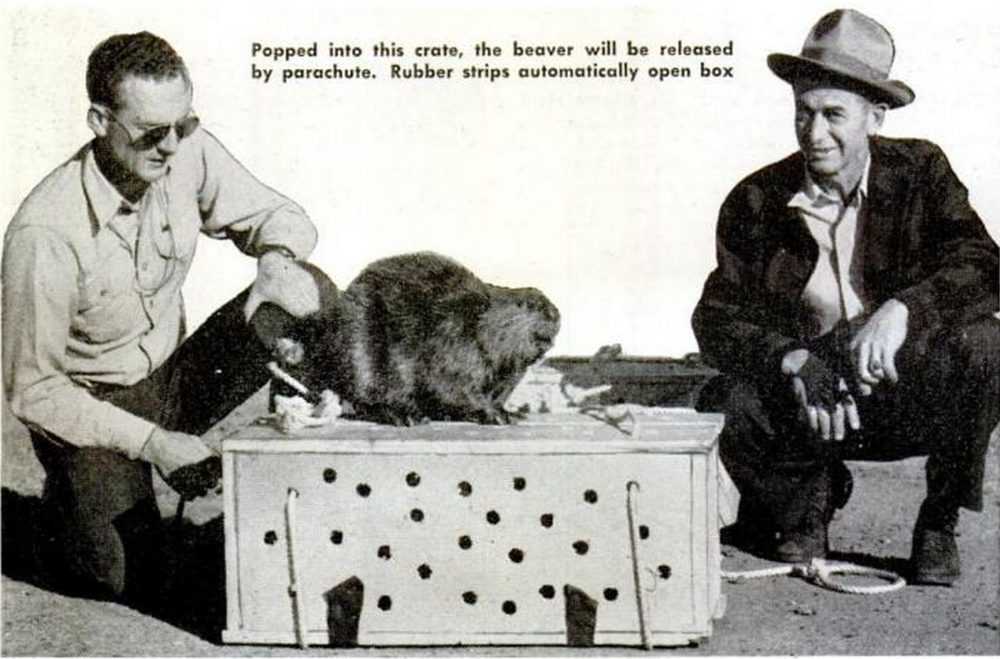 Popped into this crate, the beaver will be released
by parachute. Rubber strips automatically open box